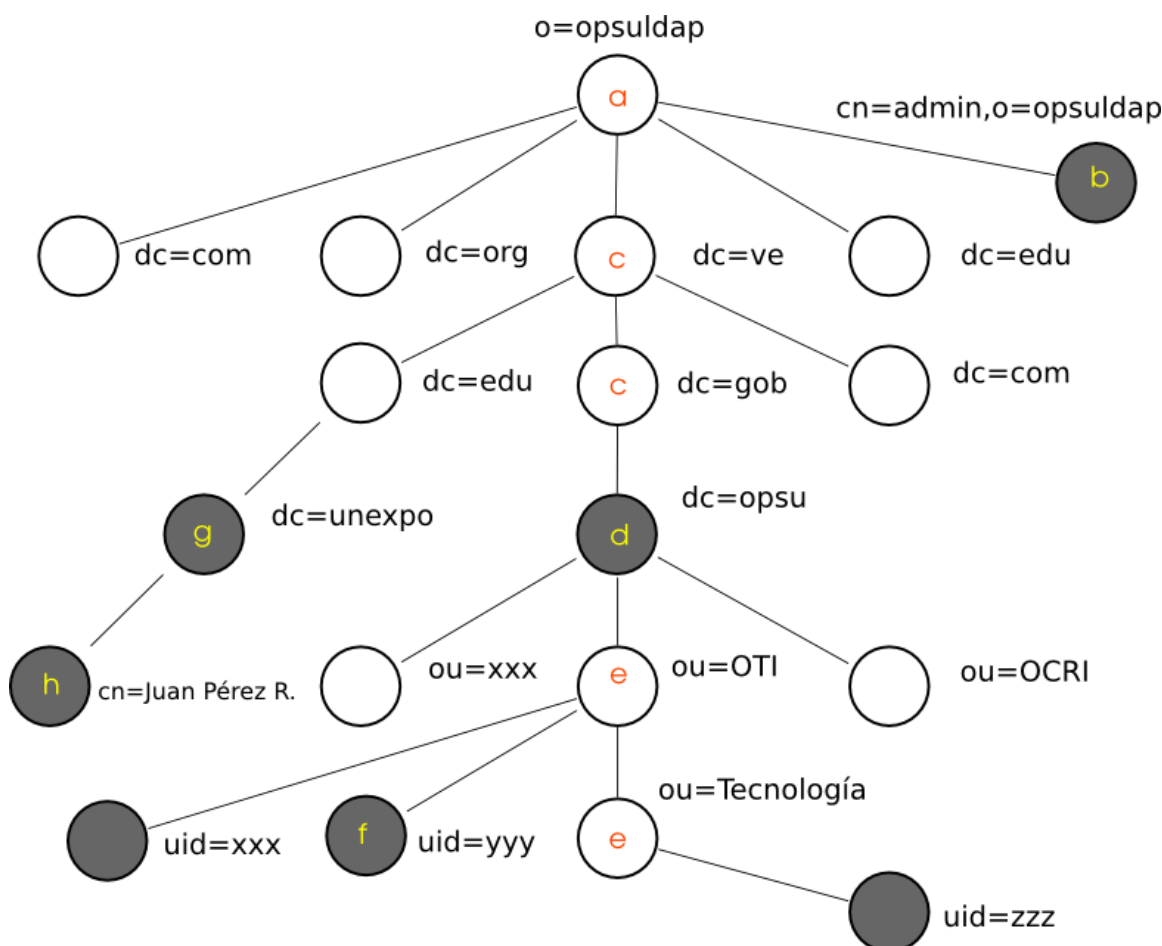 o=opsuldap
a
cn=admin,o=opsuldap
b
dc=com
dc=org
c
dc=ve
dc=edu
dc=edu
c
dc=gob
dc=com
dc=opsu
g
dc=unexpo
d
h
cn=Juan Pérez R.
ou=xxx
e
ou=OTI
ou=OCRI
ou=Tecnología
uid=xxx
f
uid=yyy
e
uid=zzz